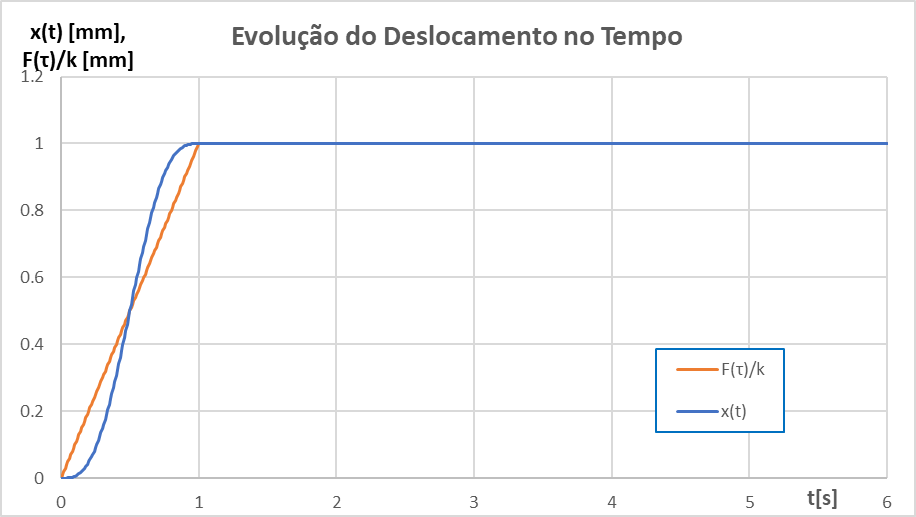 x(t) [mm],
F(τ)/k [mm]
Evolução do Deslocamento no Tempo
1.2
1
0.8
0.6
0.4
0.2
0
0 1 2 3 4 5 6
t[s]
F(τ)/k
x(t)